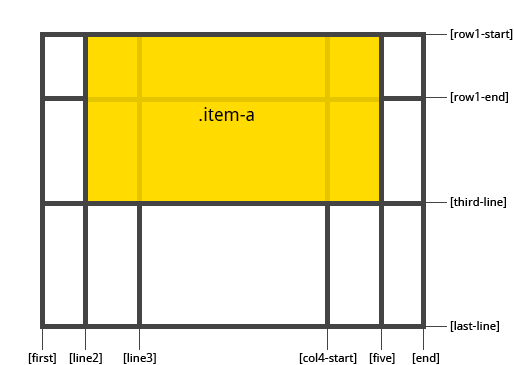 [row1-start]
[row1-end]
.item-a
[third-line]
[last-line]
[first] [line2] [line3] [col4-start] [five] [end]